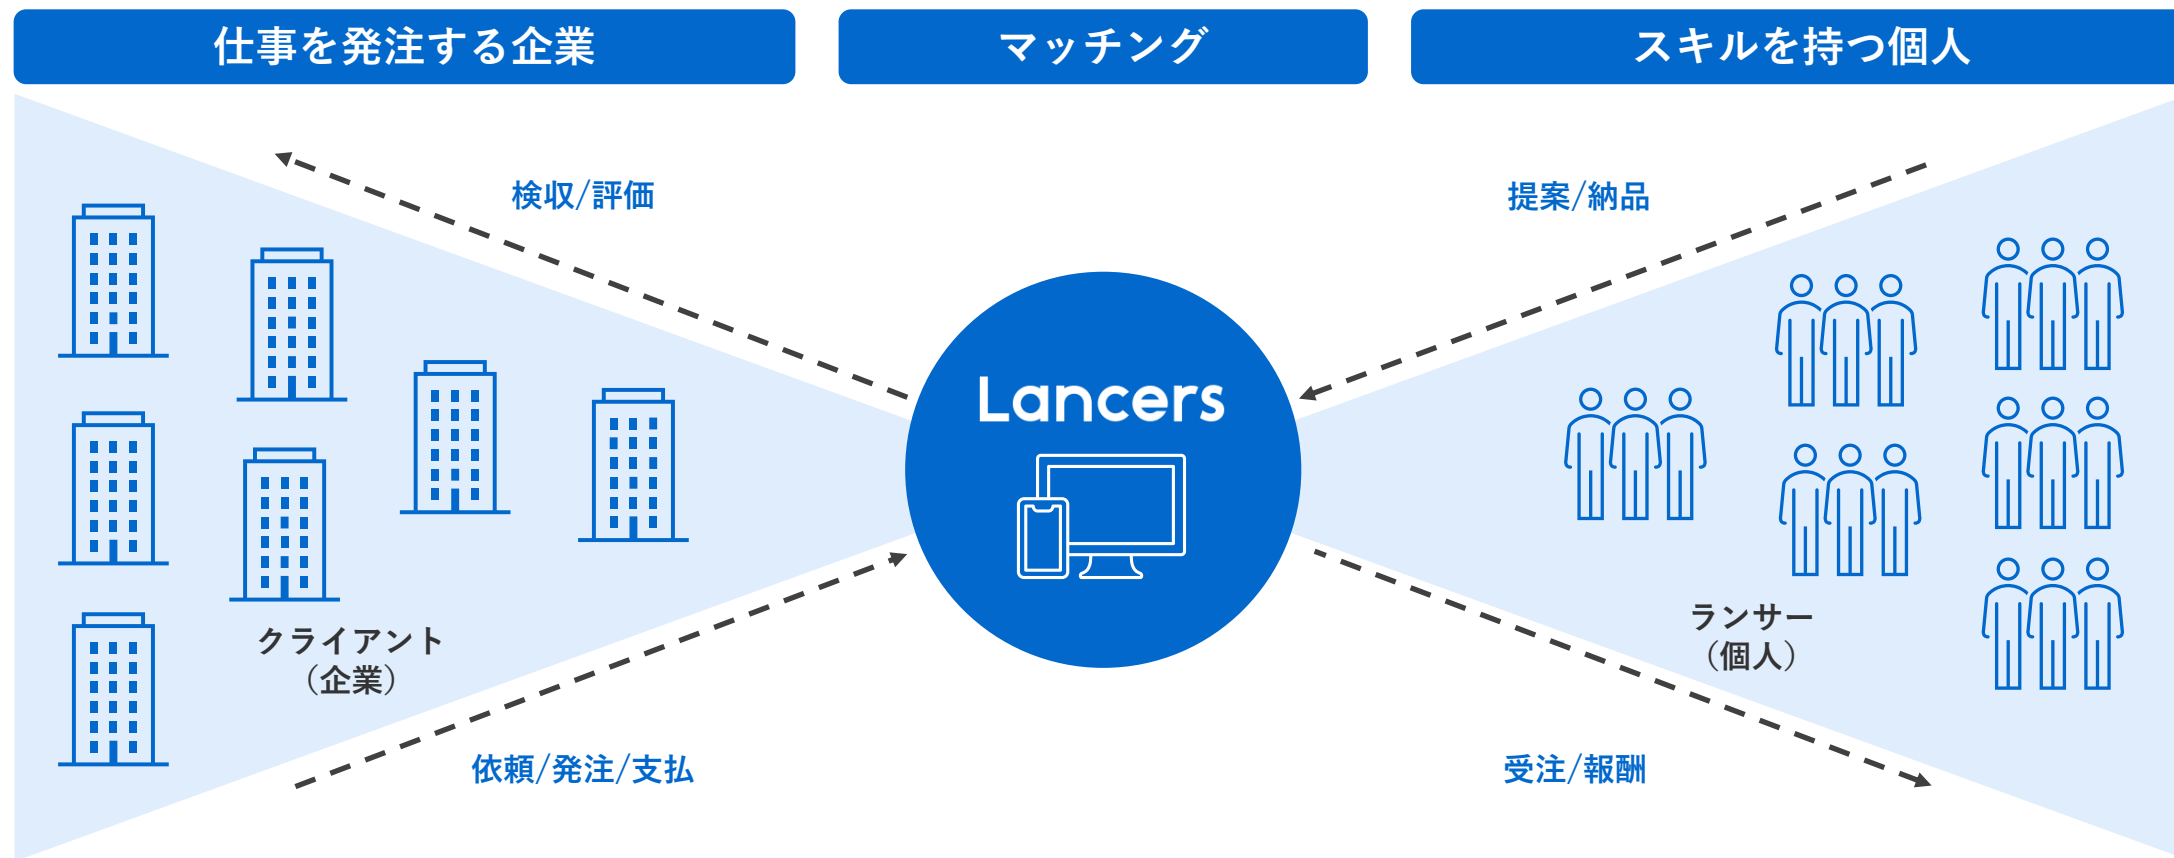 仕事を発注する企業
マッチング
スキルを持つ個人
検収/評価
提案/納品
Lancers
クライアント
（企業）
ランサー
（個人）
依頼/発注/支払
受注/報酬